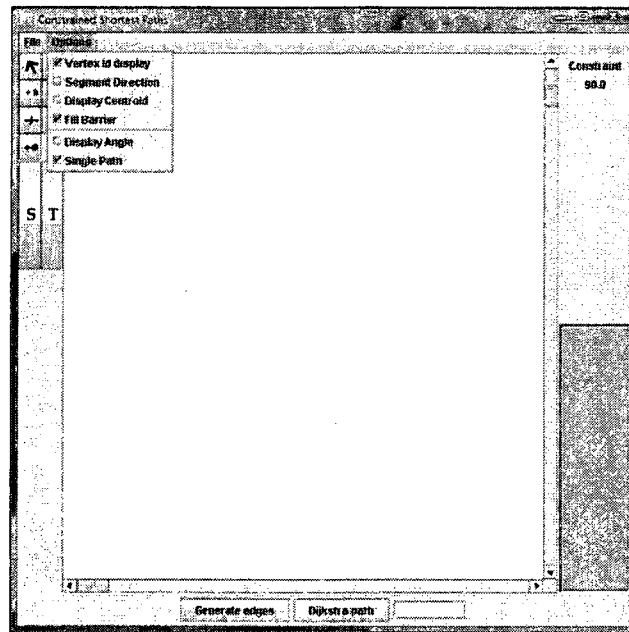 Constrained Shortest Paths
File Options
Vertex id display
Segment Direction
Display Centroid
Fill Barrier
Display Angle
Single Path
S T
Constraint
90.0
Generate edges Dijkstra path